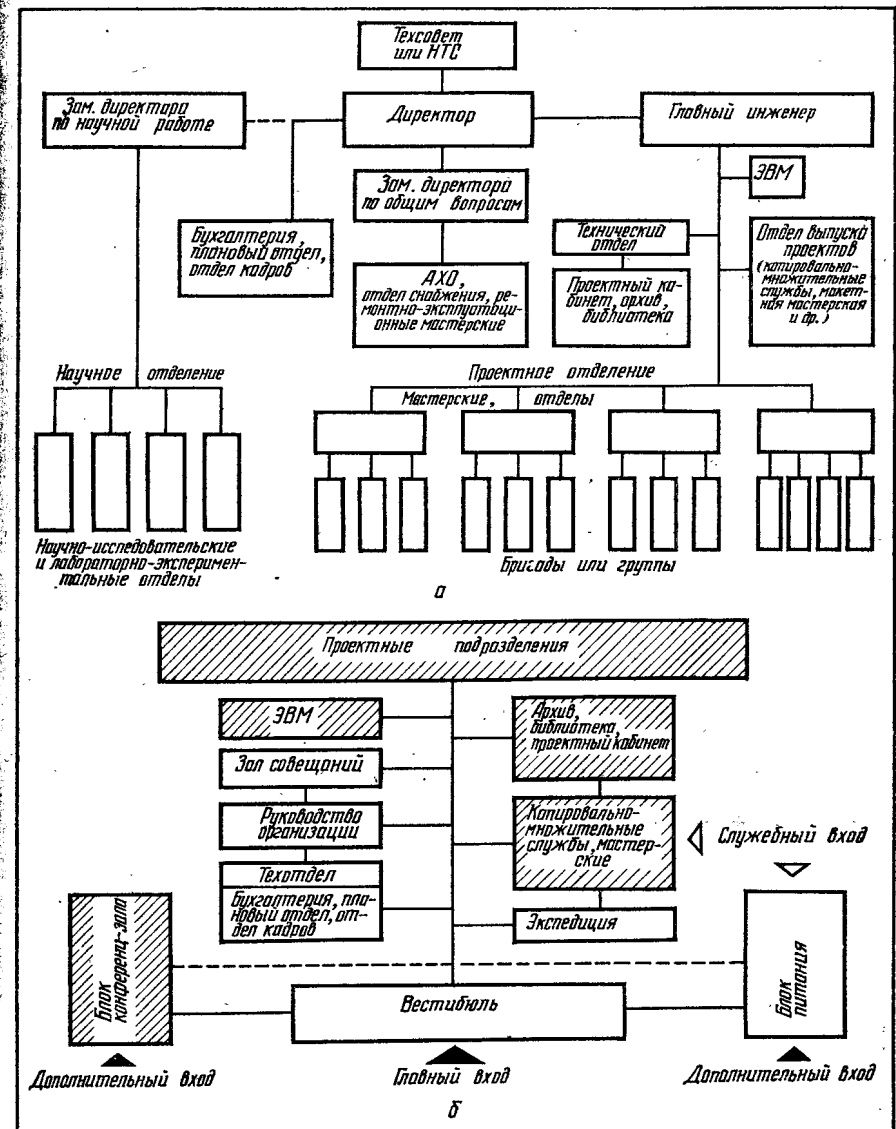 Техсовет
или НТС
Зам. директора
по научной работе
Директор
Главный инженер
ЭВМ
Зам. директора
по общим вопросам
Бухгалтерия,
плановый отдел,
отдел кадров
Технический
отдел
Отдел выпуска
проектов
(копировально-
множительные
службы, макет-
ная мастерская
и др.)
АХО,
отдел снабжения, ре-
монтно-эксплуатаци-
онные мастерские
Проектный ка-
бинет, архив,
библиотека
Научное отделение
Проектное отделение
Мастерские, отделы
Научно-исследовательские
и лабораторно-эксперимен-
тальные отделы
Бригады или группы
а
Проектные подразделения
ЭВМ
Архив,
библиотека,
проектный кабинет
Зал совещаний
Руководство
организации
Копировально-
множительные
службы, мастер-
ские
Служебный вход
Техотдел
Бухгалтерия, пла-
новый отдел, от-
дел кадров
Экспедиция
Блок
конференц-зала
Вестибюль
Блок
питания
Дополнительный вход
Главный вход
Дополнительный вход
б